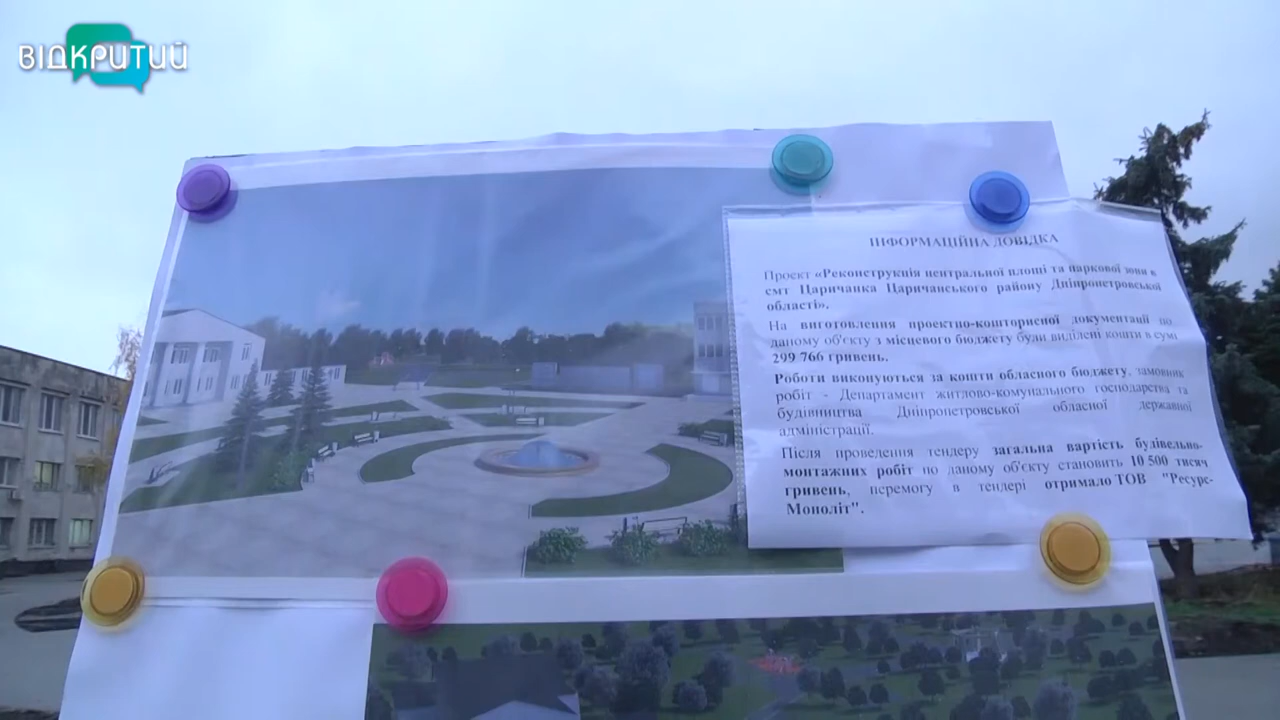 ВІДКРИТИЙ
ІНФОРМАЦІЙНА ДОВІДКА
Проект «Реконструкція центральної площі та паркової зони в
смт Царичанка Царичанського району Дніпропетровської
області».
На виготовлення проектно-кошторисної документації по
даному об'єкту з місцевого бюджету були виділені кошти в сумі
299 766 гривень.
Роботи виконуються за кошти обласного бюджету, замовник
робіт - Департамент житлово-комунального господарства та
будівництва Дніпропетровської обласної державної
адміністрації.
Після проведення тендеру загальна вартість будівельно-
монтажних робіт по даному об'єкту становить 10 500 тисяч
гривень, перемогу в тендері отримало ТОВ "Ресурс-
Моноліт".